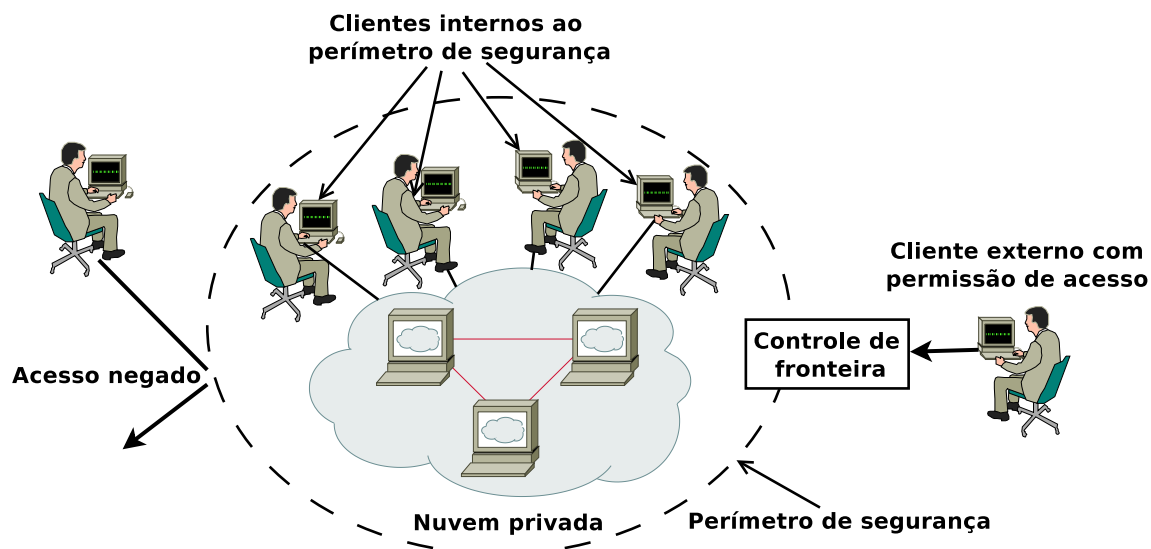 Clientes internos ao
perímetro de segurança
Cliente externo com
permissão de acesso
Controle de
fronteira
Acesso negado
Nuvem privada
Perímetro de segurança